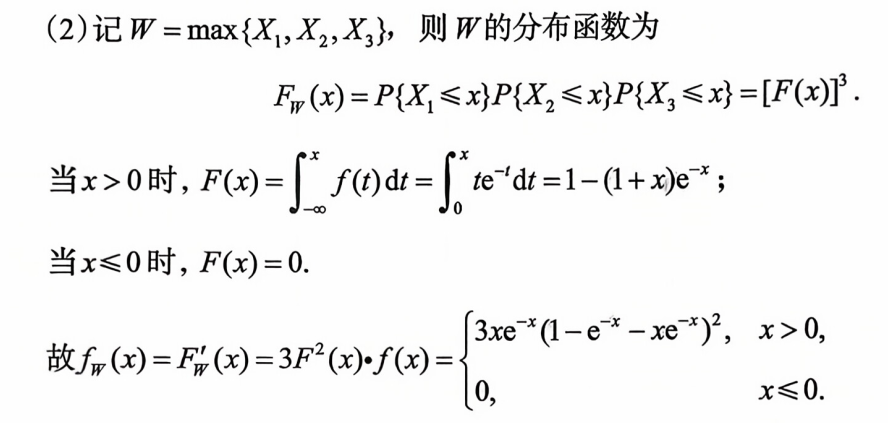 (2)记 W = max{X₁, X₂, X₃}, 则 W的分布函数为
F_W(x) = P{X₁ ⩽ x}P{X₂ ⩽ x}P{X₃ ⩽ x} = [F(x)]³.
当 x > 0 时, F(x) = ∫_{-∞}^{x} f(t)dt = ∫_{0}^{x} te^{-t}dt = 1-(1+x)e^{-x};
当 x ⩽ 0 时, F(x) = 0.
故 f_W(x) = F′_W(x) = 3F²(x)•f(x) = { 3xe^{-x}(1-e^{-x}-xe^{-x})², x > 0,
0, x ⩽ 0.